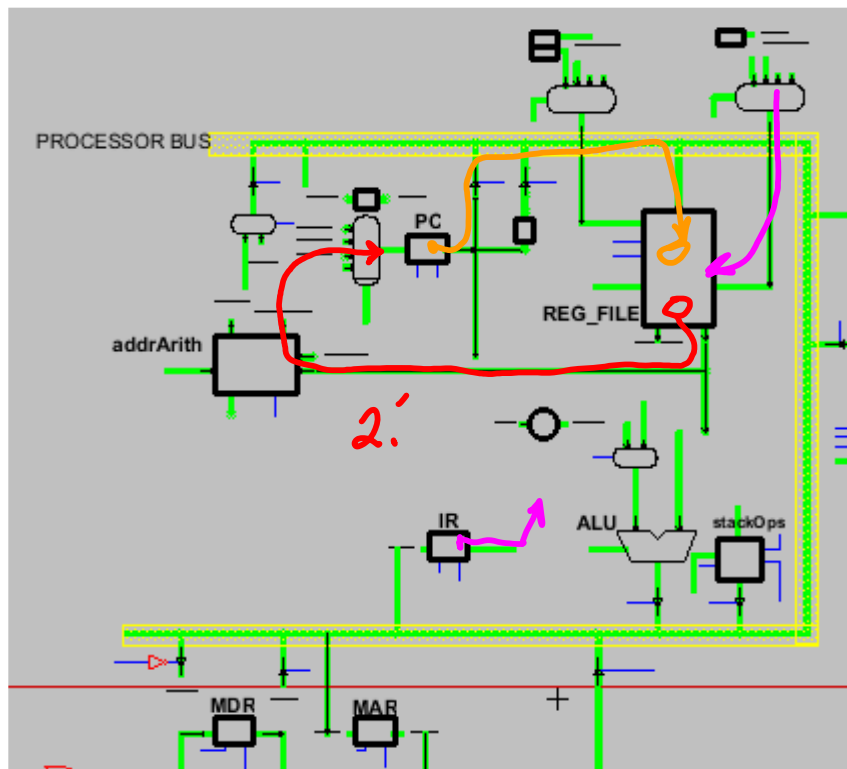 PROCESSOR BUS
PC
REG_FILE
addrArith
2:
IR
ALU
stackOps
MDR
MAR